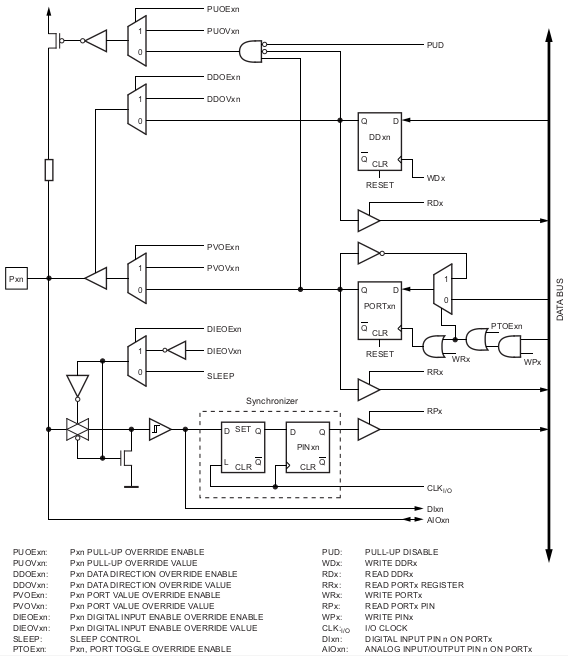 PUOExn
PUOVxn
1
0
PUD
DDOExn
DDOVxn
1
0
Q D
DDxn
Q
CLR
RESET
WDx
RDx
PVOExn
PVOVxn
1
0
Pxn
Q D
PORTxn
Q
CLR
RESET
1
0
DATA BUS
PTOExn
WRx
WPx
DIEOExn
DIEOVxn
1
0
SLEEP
RRx
Synchronizer
RPx
D SET Q
L
CLR Q
D Q
PINxn
CLR Q
CLKI/O
DIxn
AIOxn
PUOExn: Pxn PULL-UP OVERRIDE ENABLE
PUOVxn: Pxn PULL-UP OVERRIDE VALUE
DDOExn: Pxn DATA DIRECTION OVERRIDE ENABLE
DDOVxn: Pxn DATA DIRECTION OVERRIDE VALUE
PVOExn: Pxn PORT VALUE OVERRIDE ENABLE
PVOVxn: Pxn PORT VALUE OVERRIDE VALUE
DIEOExn: Pxn DIGITAL INPUT ENABLE OVERRIDE ENABLE
DIEOVxn: Pxn DIGITAL INPUT ENABLE OVERRIDE VALUE
SLEEP: SLEEP CONTROL
PTOExn: Pxn, PORT TOGGLE OVERRIDE ENABLE
PUD: PULL-UP DISABLE
WDx: WRITE DDRx
RDx: READ DDRx
RRx: READ PORTx REGISTER
WRx: WRITE PORTx
RPx: READ PORTx PIN
WPx: WRITE PINx
CLKI/O: I/O CLOCK
DIxn: DIGITAL INPUT PIN n ON PORTx
AIOxn: ANALOG INPUT/OUTPUT PIN n ON PORTx